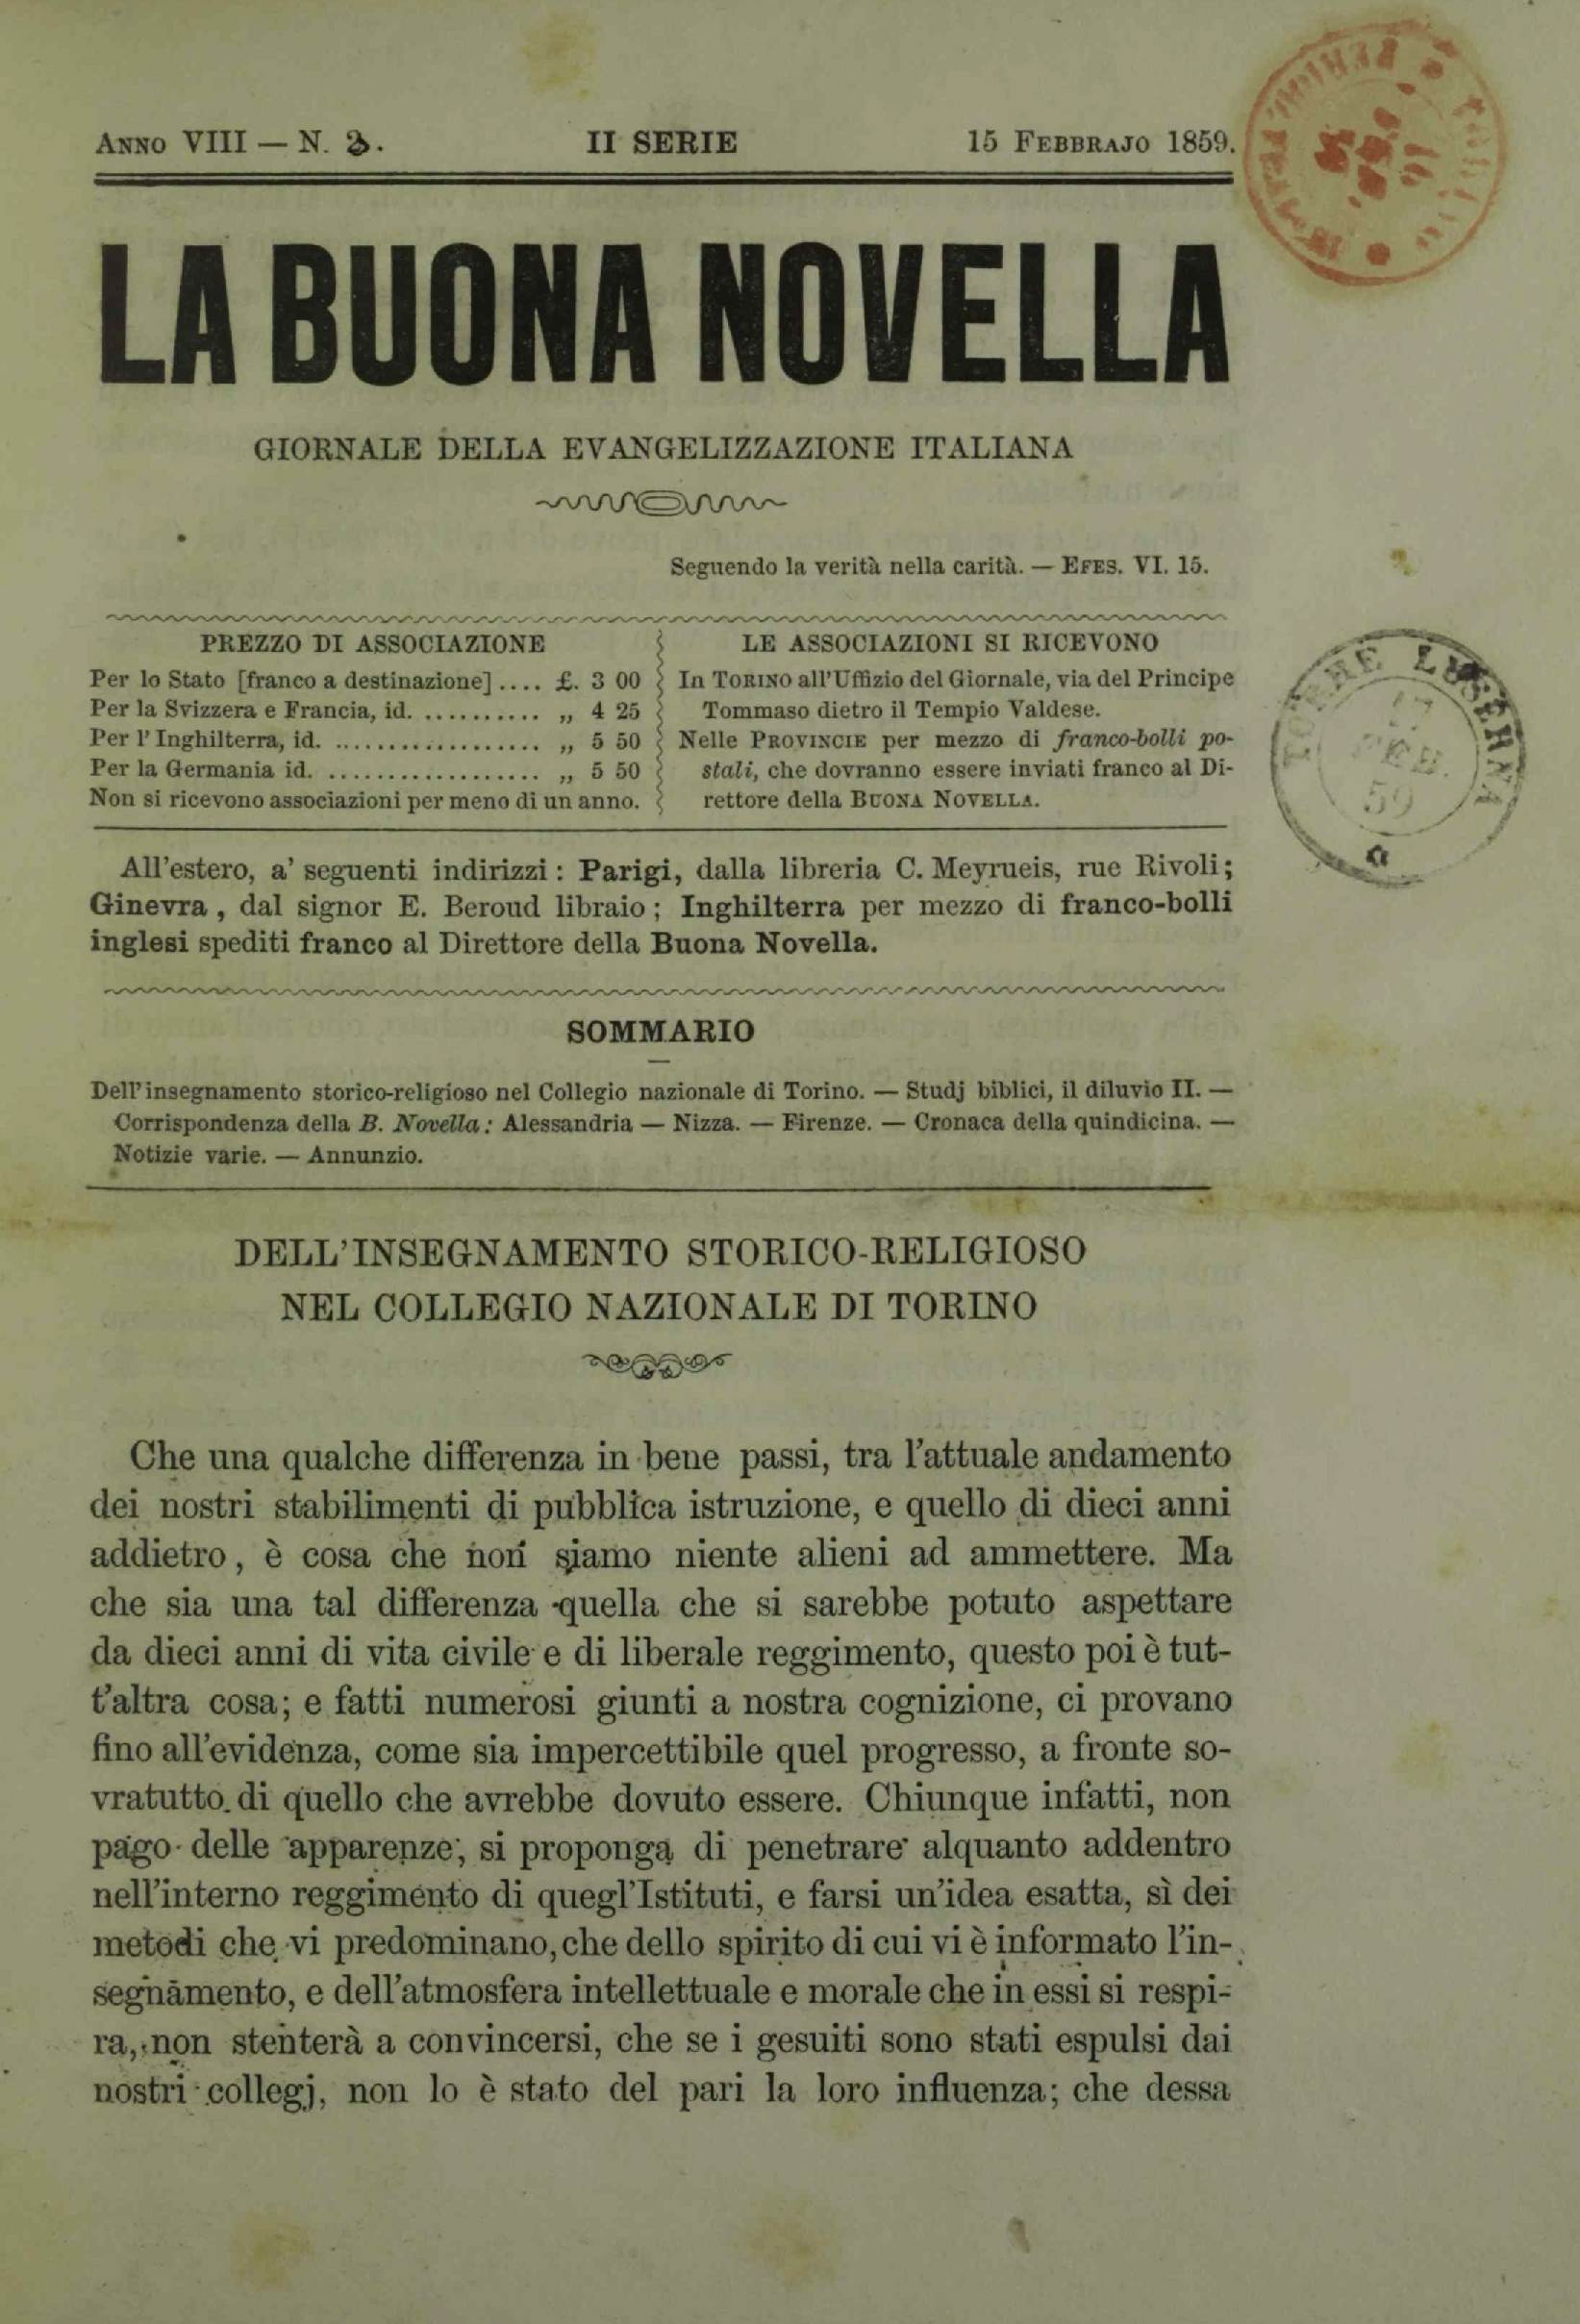 ANNO VIII — N. 3. II SERIE 15 FEBBRAJO 1859.
LA BUONA NOVELLA
GIORNALE DELLA EVANGELIZZAZIONE ITALIANA
Seguendo la verità nella carità. — EFES. VI. 15.
PREZZO DI ASSOCIAZIONE
Per lo Stato [franco a destinazione].... £. 3 00
Per la Svizzera e Francia, id. ........... „ 4 25
Per l'Inghilterra, id. .................. „ 5 50
Per la Germania id. .................. „ 5 50
Non si ricevono associazioni per meno di un anno.
LE ASSOCIAZIONI SI RICEVONO
In TORINO all'Uffizio del Giornale, via del Principe
Tommaso dietro il Tempio Valdese.
Nelle PROVINCIE per mezzo di franco-bolli po-
stali, che dovranno essere inviati franco al Di-
rettore della BUONA NOVELLA.
All'estero, a' seguenti indirizzi: Parigi, dalla libreria C. Meyrueis, rue Rivoli;
Ginevra, dal signor E. Beroud libraio; Inghilterra per mezzo di franco-bolli
inglesi spediti franco al Direttore della Buona Novella.
SOMMARIO
Dell'insegnamento storico-religioso nel Collegio nazionale di Torino. — Studj biblici, il diluvio II. —
Corrispondenza della B. Novella: Alessandria — Nizza. — Firenze. — Cronaca della quindicina. —
Notizie varie. — Annunzio.
DELL'INSEGNAMENTO STORICO-RELIGIOSO
NEL COLLEGIO NAZIONALE DI TORINO
Che una qualche differenza in bene passi, tra l'attuale andamento
dei nostri stabilimenti di pubblica istruzione, e quello di dieci anni
addietro, è cosa che non siamo niente alieni ad ammettere. Ma
che sia una tal differenza quella che si sarebbe potuto aspettare
da dieci anni di vita civile e di liberale reggimento, questo poi è tut-
t'altra cosa; e fatti numerosi giunti a nostra cognizione, ci provano
fino all'evidenza, come sia impercettibile quel progresso, a fronte so-
vratutto di quello che avrebbe dovuto essere. Chiunque infatti, non
pago delle apparenze, si proponga di penetrare alquanto addentro
nell'interno reggimento di quegl'Istituti, e farsi un'idea esatta, sì dei
metodi che vi predominano, che dello spirito di cui vi è informato l'in-
segnamento, e dell'atmosfera intellettuale e morale che in essi si respi-
ra, non stenterà a convincersi, che se i gesuiti sono stati espulsi dai
nostri collegj, non lo è stato del pari la loro influenza; che dessa
TORRE LUSERNA
17
FEB.
59